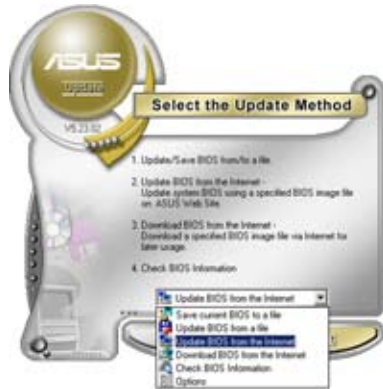 ASUS
Update
Select the Update Method
1. Update/Save BIOS from/to a file
2. Update BIOS from the Internet -
Update system BIOS using a specified BIOS image file
on ASUS Web Site.
3. Download BIOS from the Internet -
Download a specified BIOS image file via Internet for
later usage.
4. Check BIOS Information
Update BIOS from the Internet
Save current BIOS to a file
Update BIOS from a file
Update BIOS from the Internet
Download BIOS from the Internet
Check BIOS Information
Options